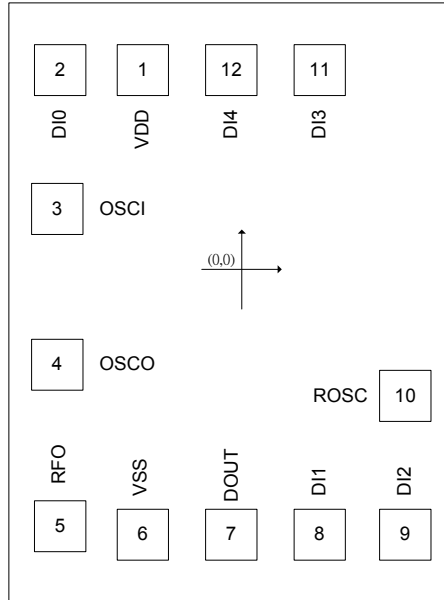 2 1 12 11
DI0 VDD DI4 DI3
3 OSCI
(0,0)
4 OSCO
ROSC 10
RFO VSS DOUT DI1 DI2
5 6 7 8 9